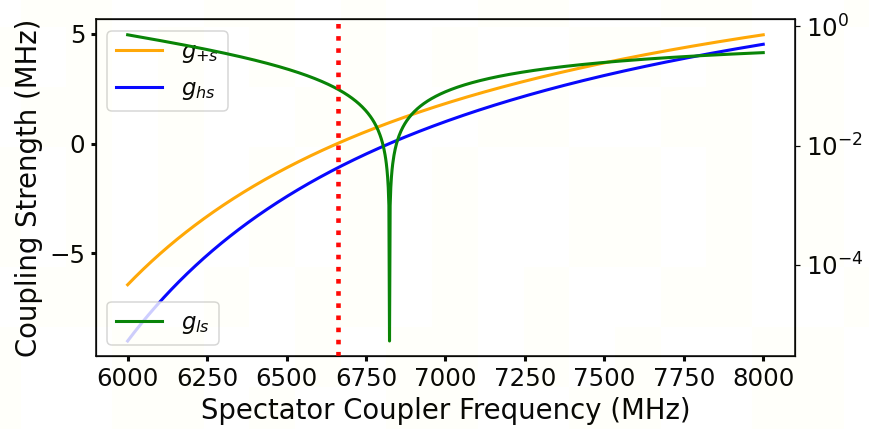 Coupling Strength (MHz)
5
0
−5
g+s
ghs
gls
10^0
10^−2
10^−4
6000 6250 6500 6750 7000 7250 7500 7750 8000
Spectator Coupler Frequency (MHz)